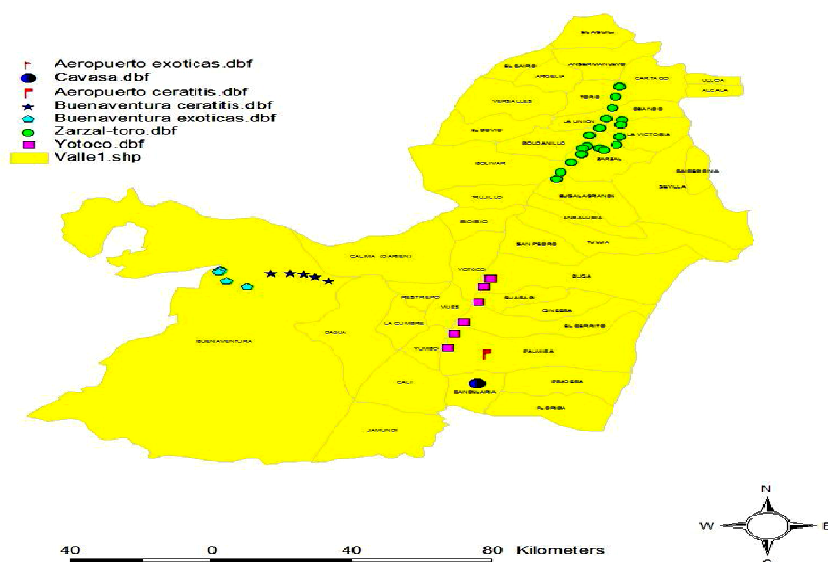 Aeropuerto exoticas.dbf
Cavasa.dbf
Aeropuerto ceratitis.dbf
Buenaventura ceratitis.dbf
Buenaventura exoticas.dbf
Zarzal-toro.dbf
Yotoco.dbf
Valle1.shp
EL AGUILA
ANSERMANUEVO
EL CAIRO
ARGELIA
CARTAGO
ULLOA
ALCALA
VERSALLES
TORO
OBANDO
LA UNION
LA VICTORIA
EL DOVIO
ROLDANILLO
ZARZAL
BOLIVAR
SEVILLA
TRUJILLO
BUGALAGRANDE
ANDALUCIA
RIOFRIO
SAN PEDRO
TULUA
CALIMA (DARIEN)
YOTOCO
BUGA
RESTREPO
VIJES
GUACARI
GINEBRA
LA CUMBRE
EL CERRITO
DAGUA
BUENAVENTURA
YUMBO
PALMIRA
CALI
PRADERA
CANDELARIA
FLORIDA
JAMUNDI
N
W
E
40 0 40 80 Kilometers